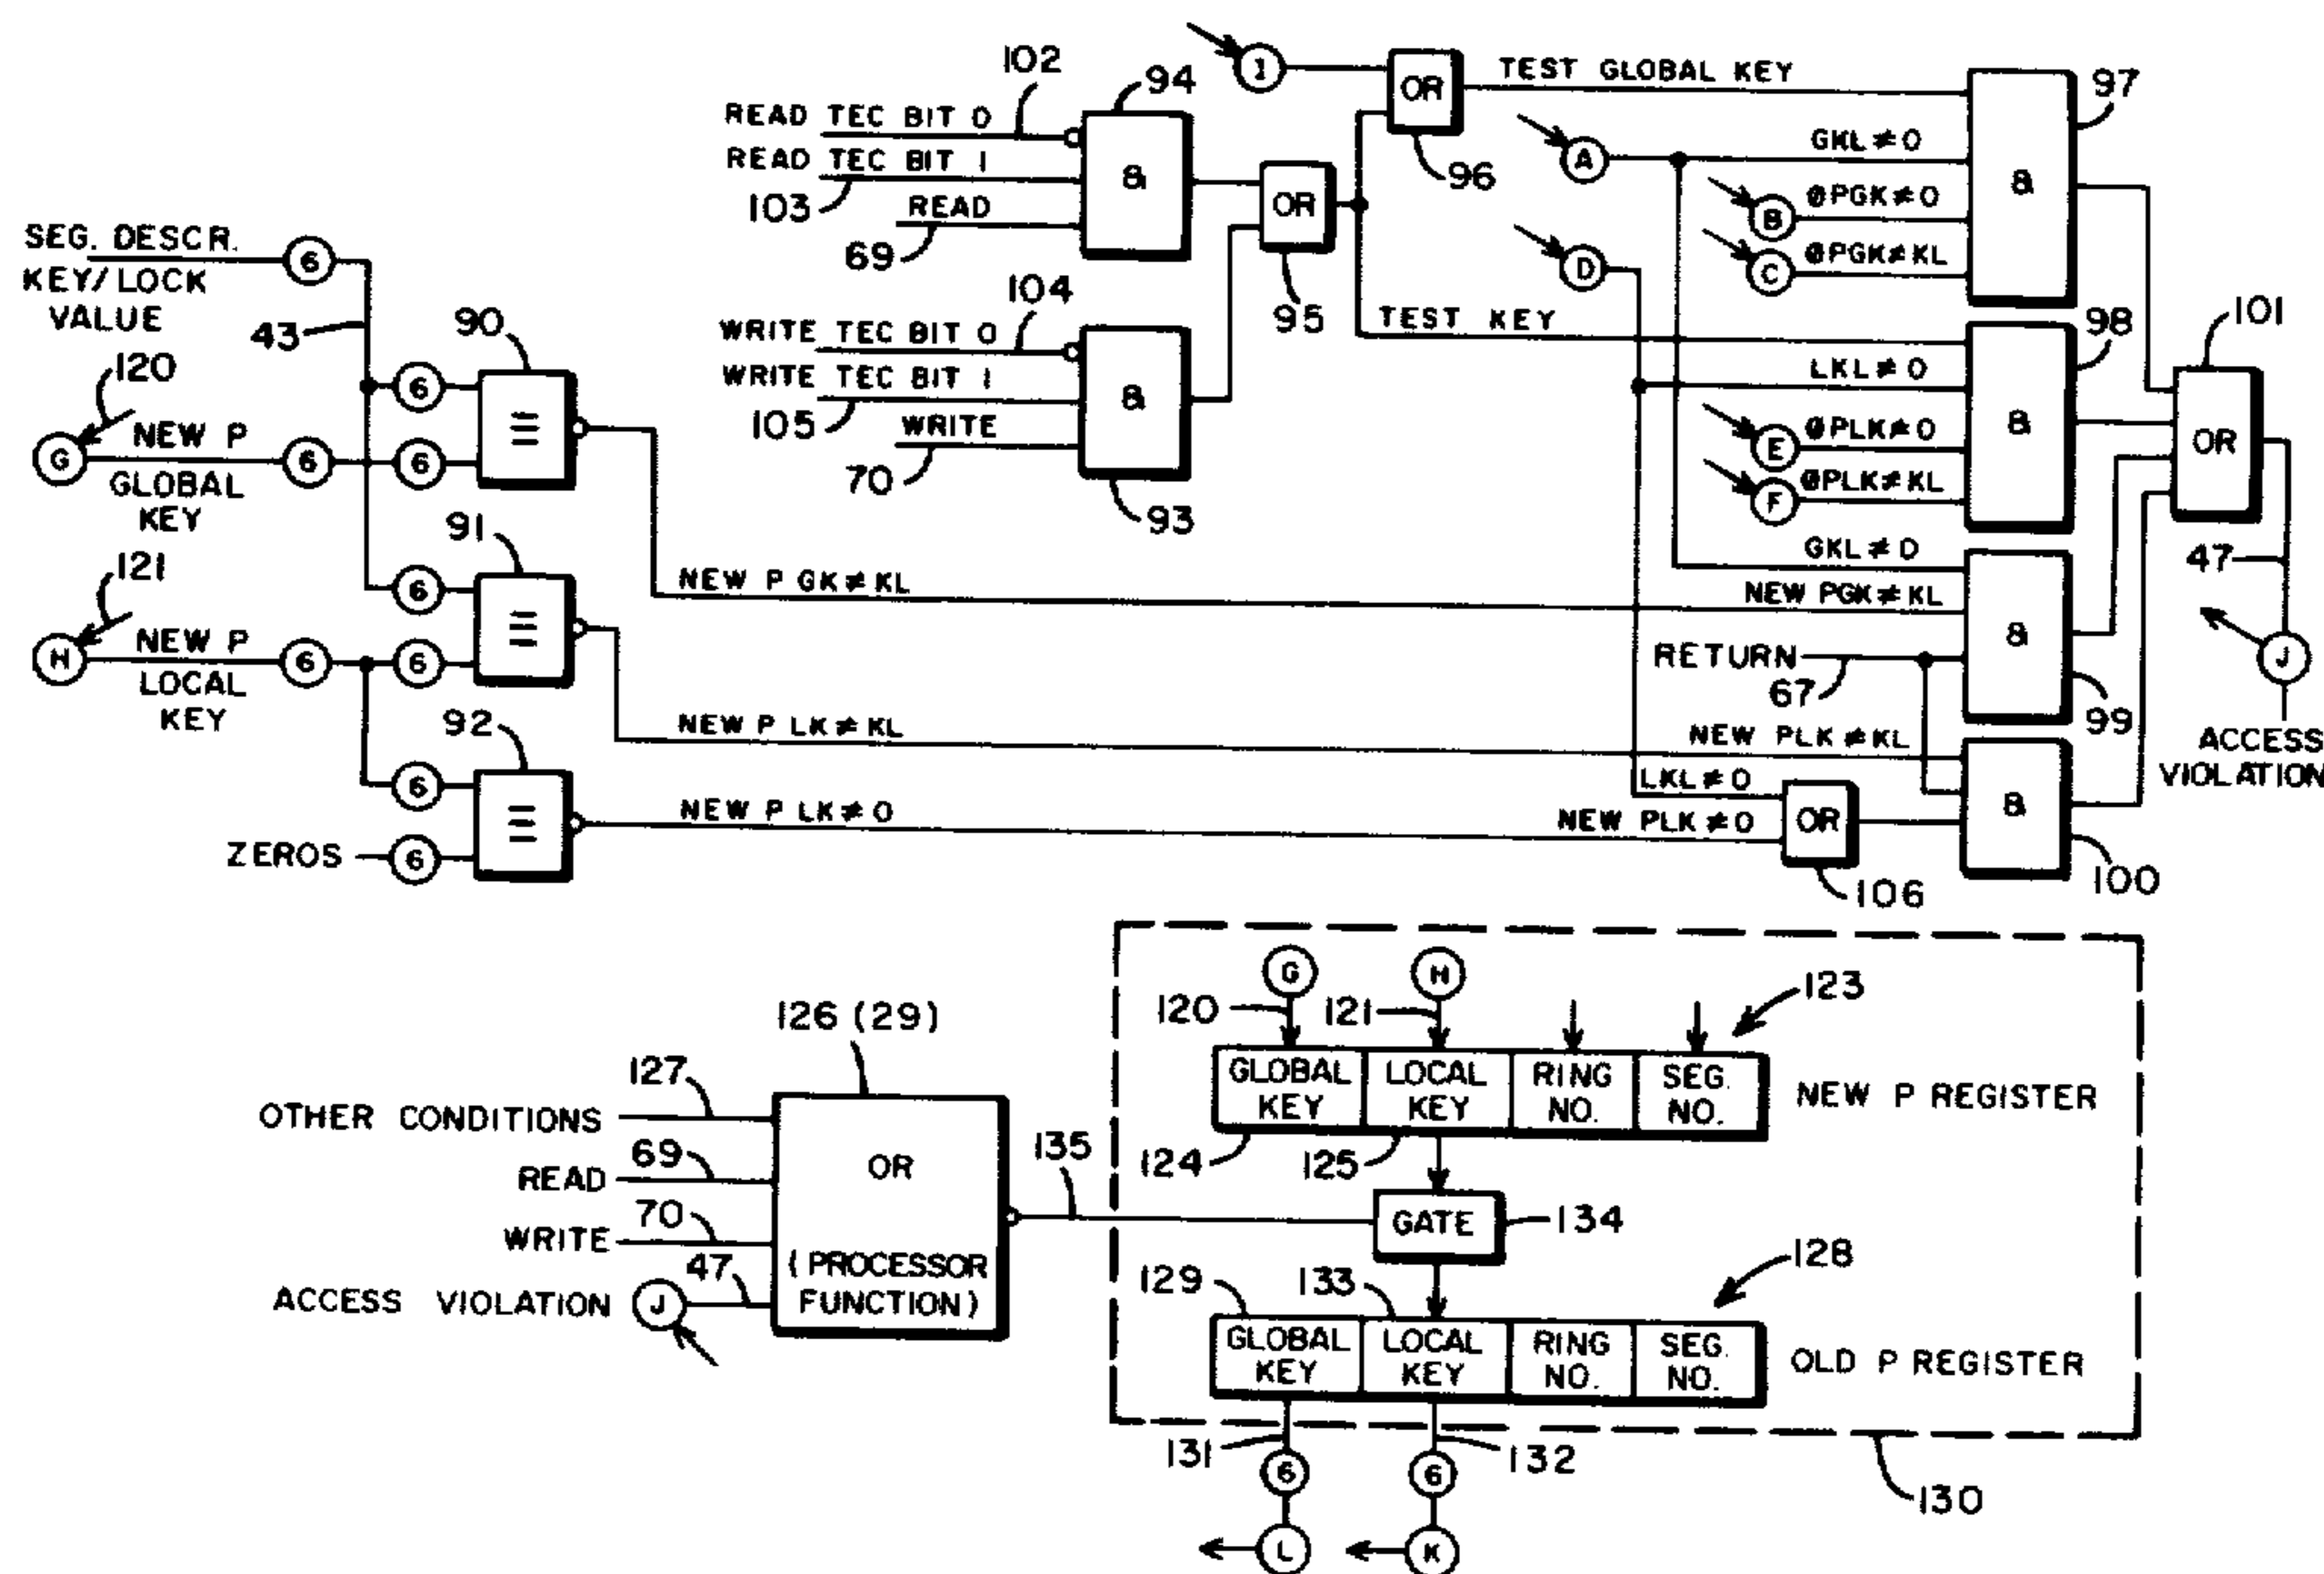 102
1
94
OR
TEST GLOBAL KEY
97
READ TEC BIT 0
READ TEC BIT 1
103
READ
69
&
OR
95
96
A
GKL≠0
B
ØPGK≠0
C
ØPGK≠KL
&
SEG. DESCR.
KEY/LOCK
VALUE
6
43
90
104
WRITE TEC BIT 0
WRITE TEC BIT 1
105
WRITE
70
&
93
D
TEST KEY
98
101
LKL≠0
E
ØPLK≠0
F
ØPLK≠KL
&
OR
120
G
NEW P
GLOBAL
KEY
6
6
6
≡
91
121
H
NEW P
LOCAL
KEY
6
6
6
≡
NEW P GK≠KL
GKL≠0
NEW PGK≠KL
RETURN
67
&
99
47
J
ACCESS
VIOLATION
92
NEW P LK≠KL
NEW PLK≠KL
LKL≠0
6
ZEROS
6
≡
NEW P LK≠0
NEW PLK≠0
OR
106
&
100
G
H
120
121
123
126 (29)
GLOBAL
KEY
LOCAL
KEY
RING
NO.
SEG.
NO.
NEW P REGISTER
124
125
127
OTHER CONDITIONS
69
READ
70
WRITE
47
ACCESS VIOLATION
J
OR
(PROCESSOR
FUNCTION)
135
GATE
134
129
133
128
GLOBAL
KEY
LOCAL
KEY
RING
NO.
SEG.
NO.
OLD P REGISTER
131
132
6
6
130
L
K